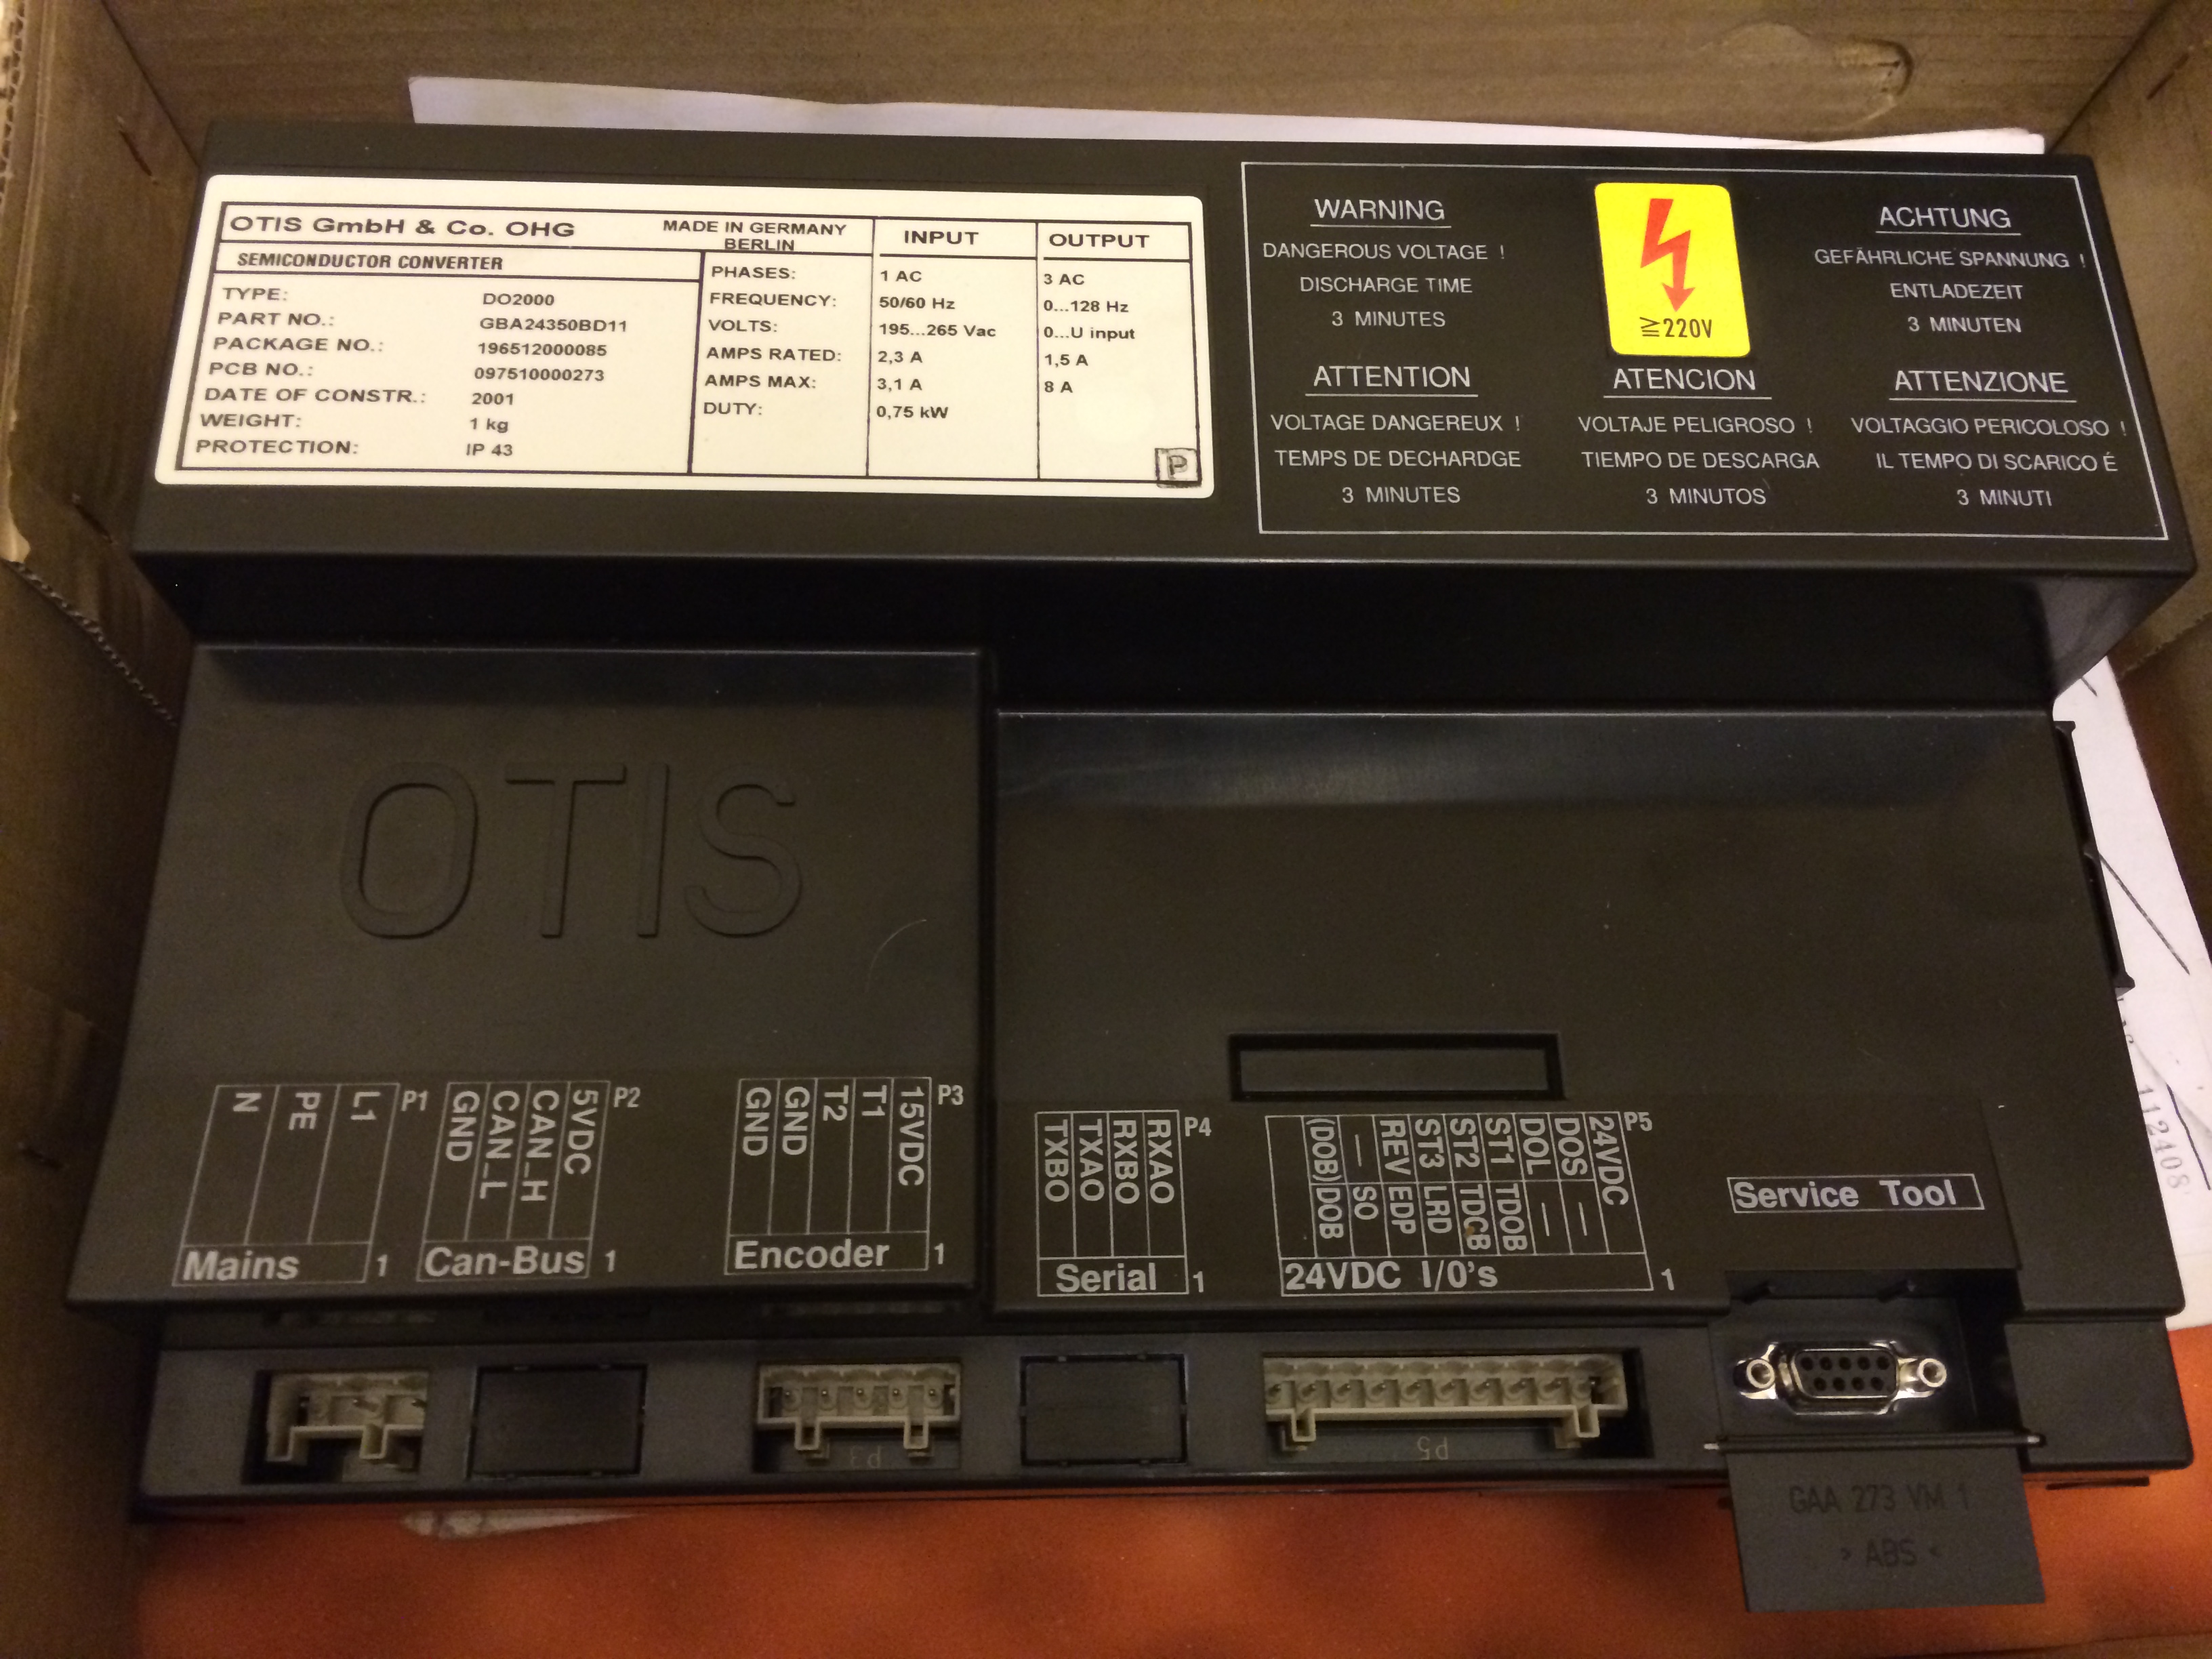 OTIS GmbH & Co. OHG
MADE IN GERMANY
BERLIN
SEMICONDUCTOR CONVERTER
TYPE: DO2000
PART NO.: GBA24350BD11
PACKAGE NO.: 196512000085
PCB NO.: 097510000273
DATE OF CONSTR.: 2001
WEIGHT: 1 kg
PROTECTION: IP 43
INPUT OUTPUT
PHASES: 1 AC 3 AC
FREQUENCY: 50/60 Hz 0...128 Hz
VOLTS: 195...265 Vac 0...U input
AMPS RATED: 2,3 A 1,5 A
AMPS MAX: 3,1 A 8 A
DUTY: 0,75 kW
P
WARNING
DANGEROUS VOLTAGE !
DISCHARGE TIME
3 MINUTES
≧220V
ACHTUNG
GEFÄHRLICHE SPANNUNG !
ENTLADEZEIT
3 MINUTEN
ATTENTION
VOLTAGE DANGEREUX !
TEMPS DE DECHARDGE
3 MINUTES
ATENCION
VOLTAJE PELIGROSO !
TIEMPO DE DESCARGA
3 MINUTOS
ATTENZIONE
VOLTAGGIO PERICOLOSO !
IL TEMPO DI SCARICO É
3 MINUTI
OTIS
N
PE
L1
P1
Mains 1
GND
CAN_L
CAN_H
5VDC
P2
Can-Bus 1
GND
GND
T2
T1
15VDC
P3
Encoder 1
TXBO
TXAO
RXBO
RXAO
P4
Serial 1
(DOB) DOB
— SO
REV EDP
ST3 LRD
ST2 TDCB
ST1 TDOB
DOL —
DOS —
24VDC
P5
24VDC I/0's 1
Service Tool
P3
P5
GAA 273 VM 1
> ABS <
112408